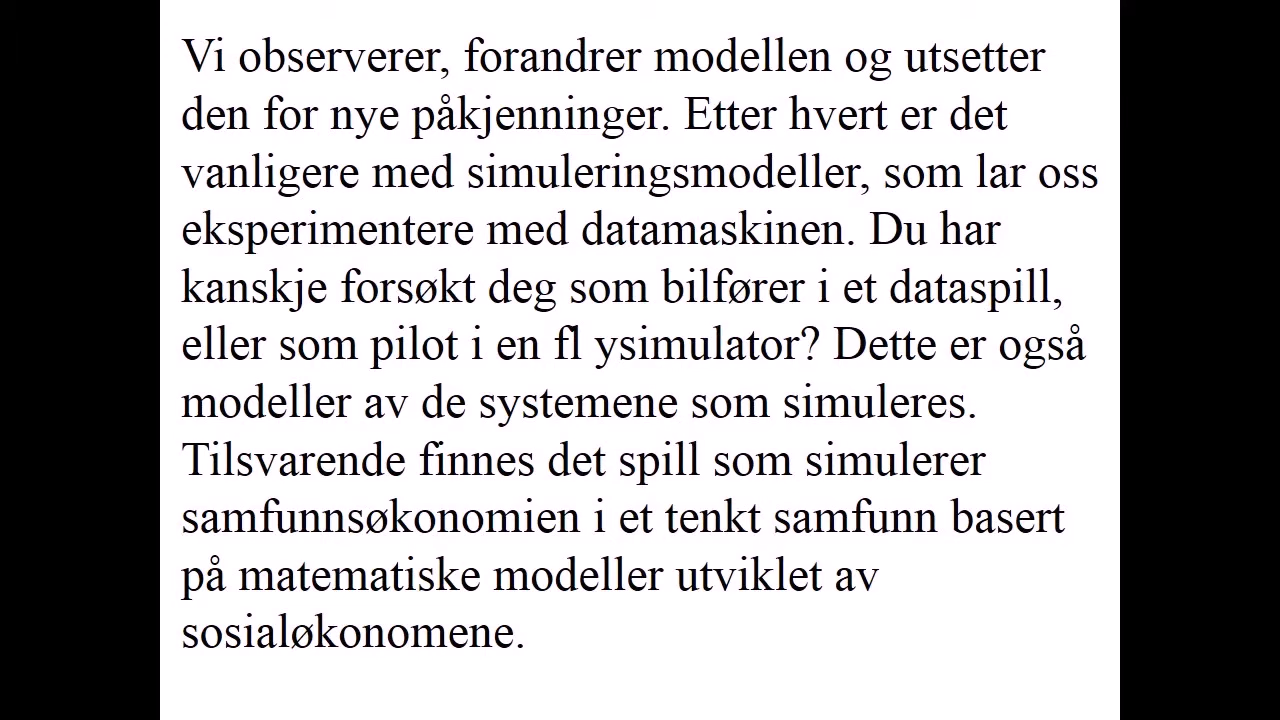 Vi observerer, forandrer modellen og utsetter
den for nye påkjenninger. Etter hvert er det
vanligere med simuleringsmodeller, som lar oss
eksperimentere med datamaskinen. Du har
kanskje forsøkt deg som bilfører i et dataspill,
eller som pilot i en fl ysimulator? Dette er også
modeller av de systemene som simuleres.
Tilsvarende finnes det spill som simulerer
samfunnsøkonomien i et tenkt samfunn basert
på matematiske modeller utviklet av
sosialøkonomene.